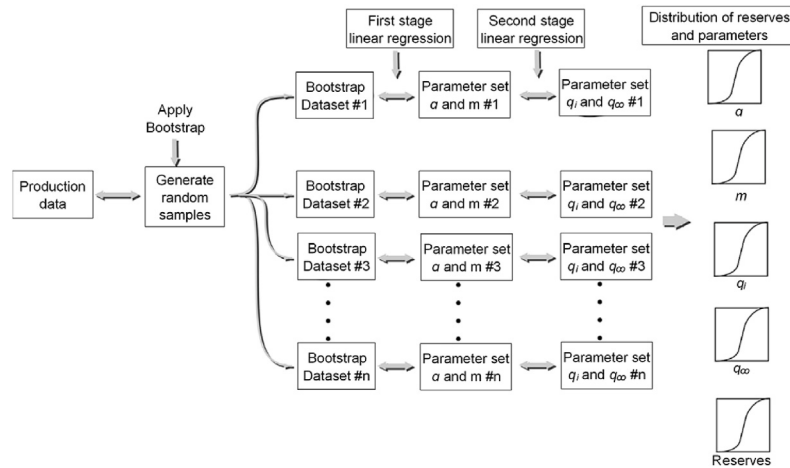 First stage
linear regression
Second stage
linear regression
Distribution of reserves
and parameters
Apply
Bootstrap
Production
data
Generate
random
samples
Bootstrap
Dataset #1
Parameter set
α and m #1
Parameter set
qi and q∞ #1
Bootstrap
Dataset #2
Parameter set
α and m #2
Parameter set
qi and q∞ #2
Bootstrap
Dataset #3
Parameter set
α and m #3
Parameter set
qi and q∞ #3
Bootstrap
Dataset #n
Parameter set
α and m #n
Parameter set
qi and q∞ #n
α
m
qi
q∞
Reserves